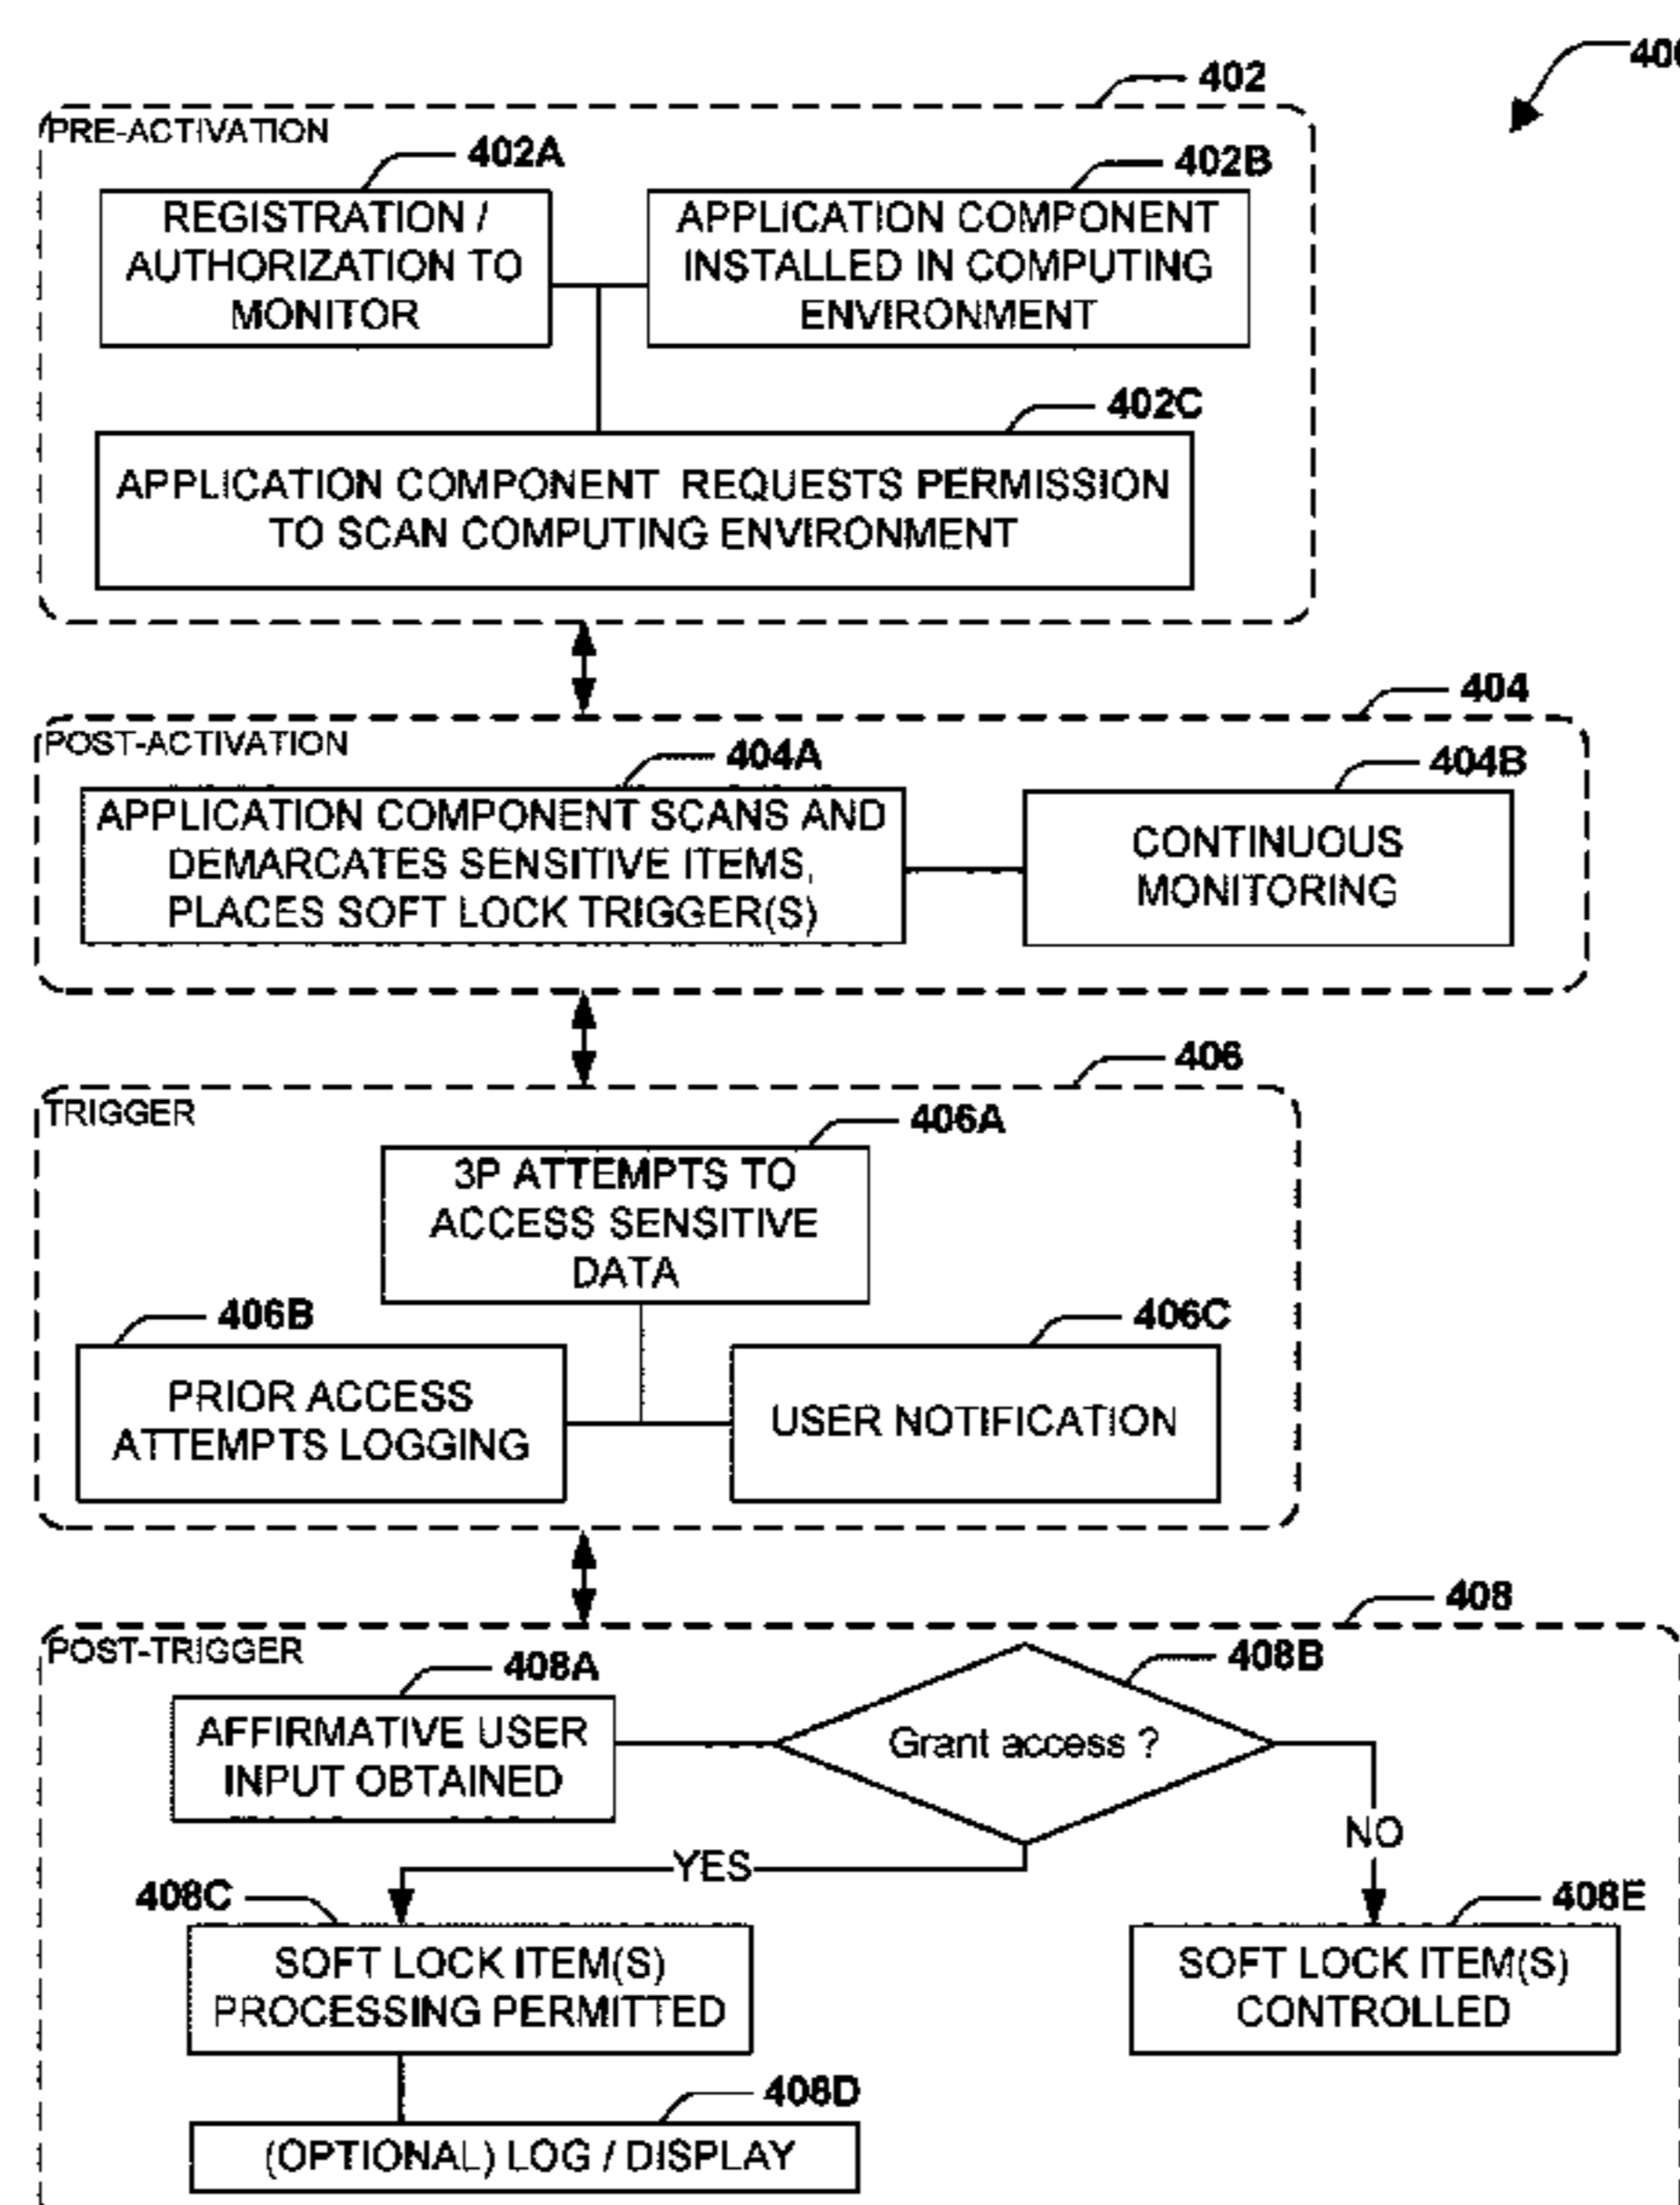 400
402
PRE-ACTIVATION
402A
402B
REGISTRATION /
AUTHORIZATION TO
MONITOR
APPLICATION COMPONENT
INSTALLED IN COMPUTING
ENVIRONMENT
402C
APPLICATION COMPONENT REQUESTS PERMISSION
TO SCAN COMPUTING ENVIRONMENT
404
POST-ACTIVATION
404A
404B
APPLICATION COMPONENT SCANS AND
DEMARCATES SENSITIVE ITEMS,
PLACES SOFT LOCK TRIGGER(S)
CONTINUOUS
MONITORING
406
TRIGGER
406A
3P ATTEMPTS TO
ACCESS SENSITIVE
DATA
406B
406C
PRIOR ACCESS
ATTEMPTS LOGGING
USER NOTIFICATION
408
POST-TRIGGER
408A
408B
AFFIRMATIVE USER
INPUT OBTAINED
Grant access ?
NO
YES
408C
408E
SOFT LOCK ITEM(S)
PROCESSING PERMITTED
SOFT LOCK ITEM(S)
CONTROLLED
408D
(OPTIONAL) LOG / DISPLAY